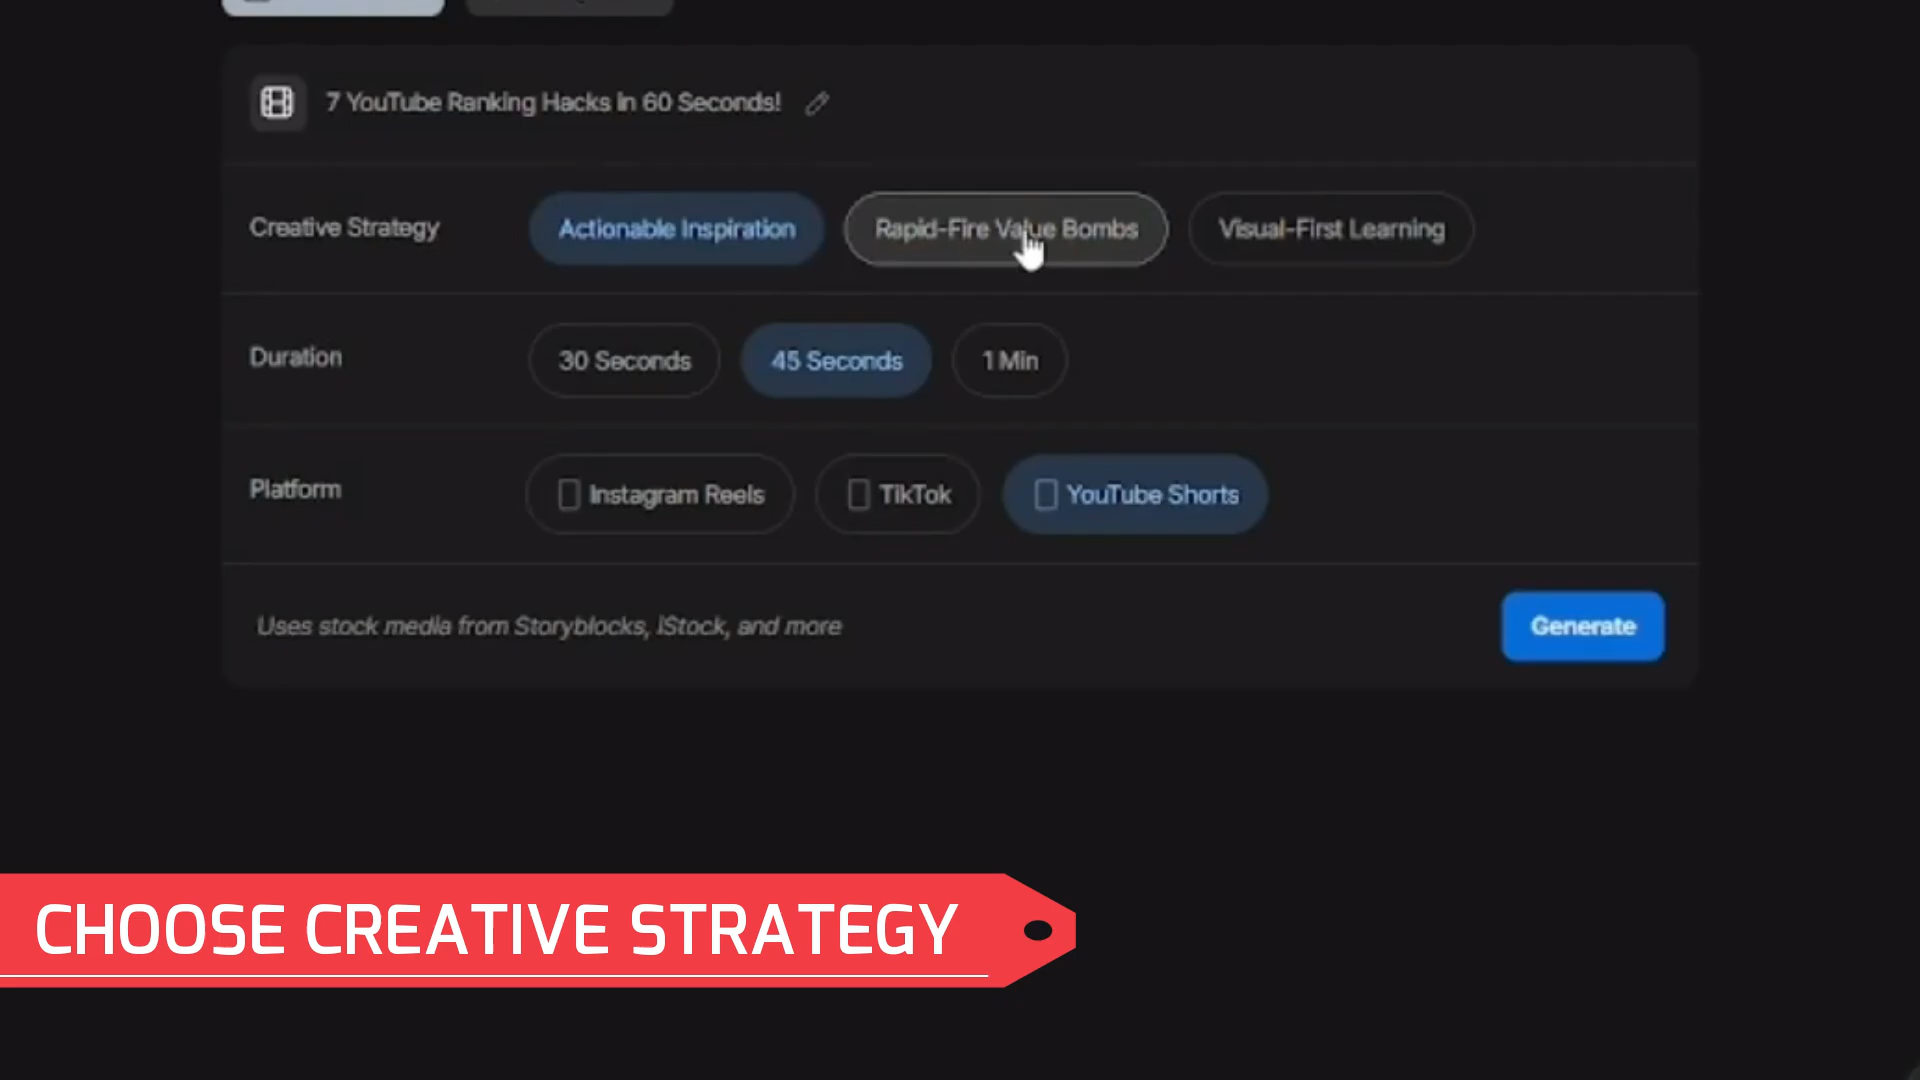 7 YouTube Ranking Hacks in 60 Seconds!
Creative Strategy
Actionable Inspiration
Rapid-Fire Value Bombs
Visual-First Learning
Duration
30 Seconds
45 Seconds
1 Min
Platform
Instagram Reels
TikTok
YouTube Shorts
Uses stock media from Storyblocks, iStock, and more
Generate
CHOOSE CREATIVE STRATEGY